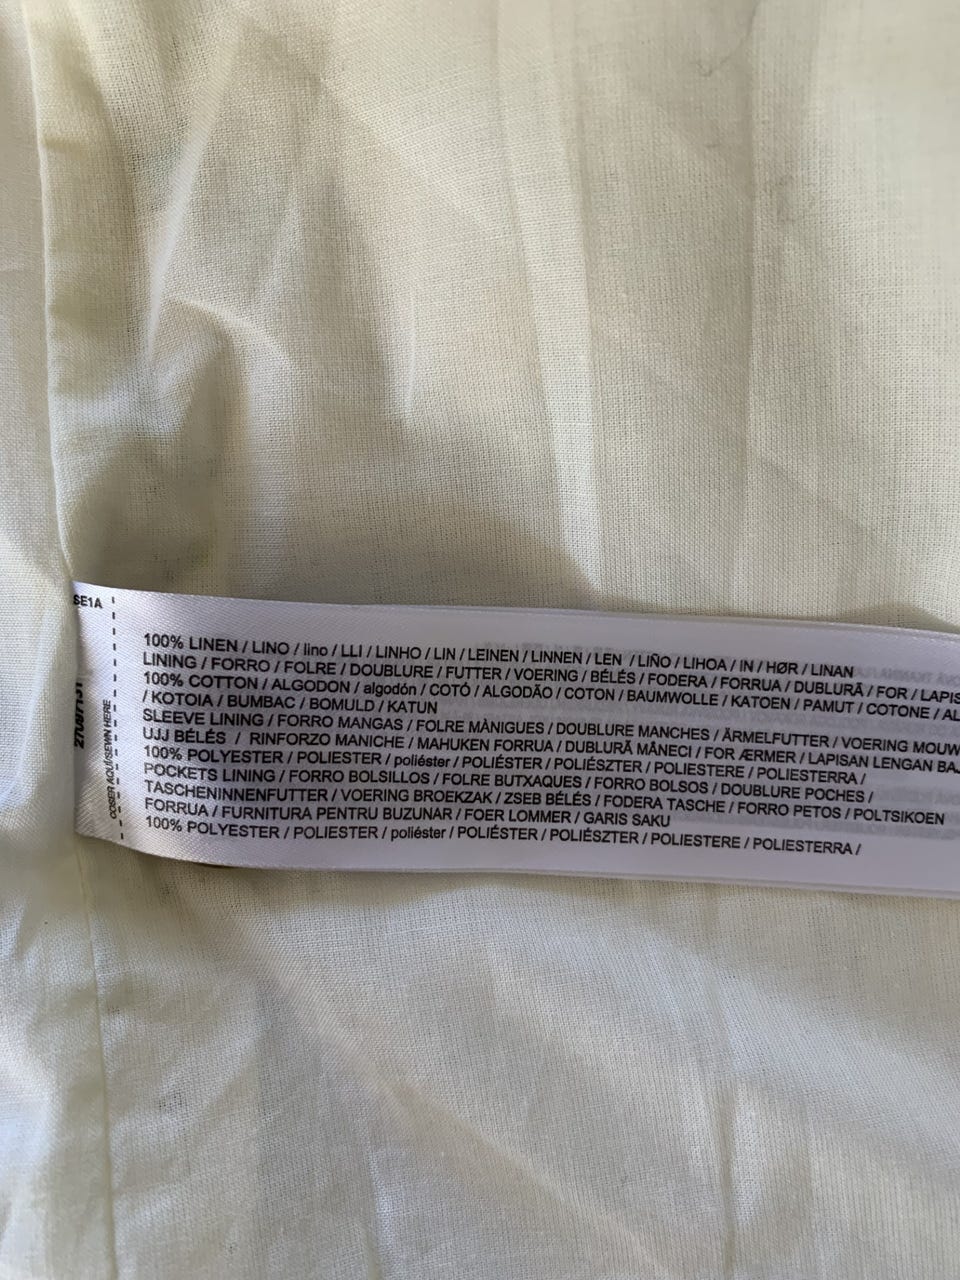 SE1A
COSER AQUÍ/SEWN HERE
100% LINEN / LINO / lino / LLI / LINHO / LIN / LEINEN / LINNEN / LEN / LIÑO / LIHOA / IN / HØR / LINAN
LINING / FORRO / FOLRE / DOUBLURE / FUTTER / VOERING / BÉLÉS / FODERA / FORRUA / DUBLURĂ / FOR / LAPIS
100% COTTON / ALGODON / algodón / COTÓ / ALGODÃO / COTON / BAUMWOLLE / KATOEN / PAMUT / COTONE / AL
/ KOTOIA / BUMBAC / BOMULD / KATUN
SLEEVE LINING / FORRO MANGAS / FOLRE MÀNIGUES / DOUBLURE MANCHES / ÄRMELFUTTER / VOERING MOUW
UJJ BÉLÉS / RINFORZO MANICHE / MAHUKEN FORRUA / DUBLURĂ MÂNECI / FOR ÆRMER / LAPISAN LENGAN BAJ
100% POLYESTER / POLIESTER / poliéster / POLIÉSTER / POLIÉSZTER / POLIESTERE / POLIESTERRA /
POCKETS LINING / FORRO BOLSILLOS / FOLRE BUTXAQUES / FORRO BOLSOS / DOUBLURE POCHES /
TASCHENINNENFUTTER / VOERING BROEKZAK / ZSEB BÉLÉS / FODERA TASCHE / FORRO PETOS / POLTSIKOEN
FORRUA / FURNITURA PENTRU BUZUNAR / FOER LOMMER / GARIS SAKU
100% POLYESTER / POLIESTER / poliéster / POLIÉSTER / POLIÉSZTER / POLIESTERE / POLIESTERRA /